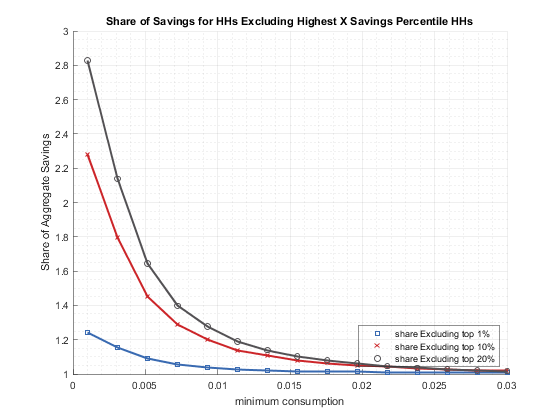 Share of Savings for HHs Excluding Highest X Savings Percentile HHs
3
2.8
2.6
2.4
2.2
2
1.8
1.6
1.4
1.2
1
Share of Aggregate Savings
share Exlcuding top 1%
share Exlcuding top 10%
share Exlcuding top 20%
0 0.005 0.01 0.015 0.02 0.025 0.03
minimum consumption